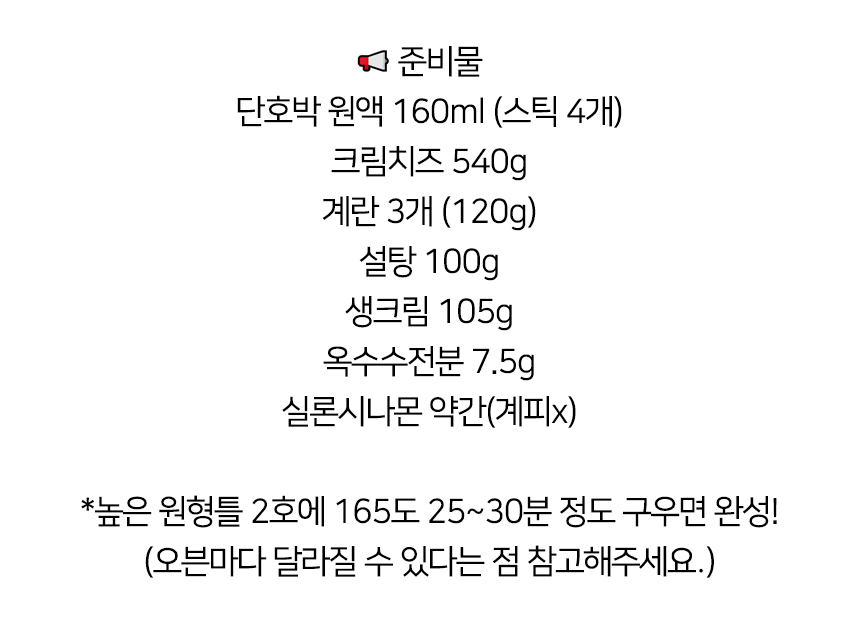 📢 준비물
단호박 원액 160ml (스틱 4개)
크림치즈 540g
계란 3개 (120g)
설탕 100g
생크림 105g
옥수수전분 7.5g
실론시나몬 약간(계피x)
*높은 원형틀 2호에 165도 25~30분 정도 구우면 완성!
(오븐마다 달라질 수 있다는 점 참고해주세요.)